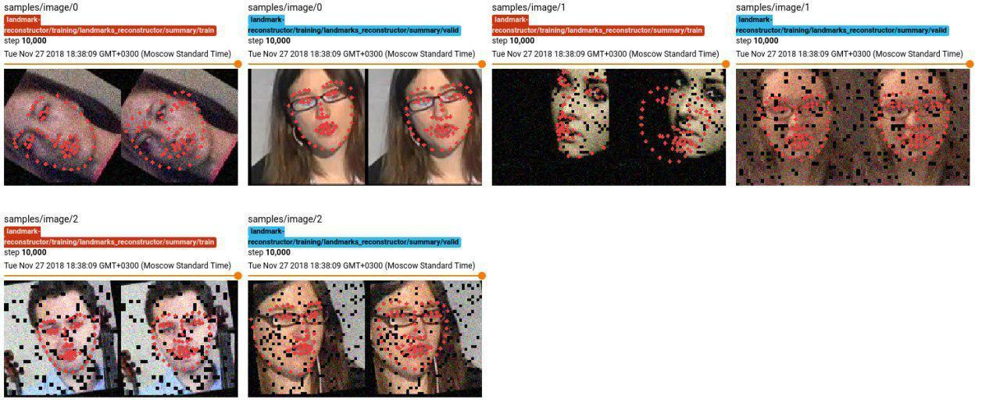 samples/image/0
landmark-
reconstructor/training/landmarks_reconstructor/summary/train
step 10,000
Tue Nov 27 2018 18:38:09 GMT+0300 (Moscow Standard Time)
samples/image/0
landmark-
reconstructor/training/landmarks_reconstructor/summary/valid
step 10,000
Tue Nov 27 2018 18:38:09 GMT+0300 (Moscow Standard Time)
samples/image/1
landmark-
reconstructor/training/landmarks_reconstructor/summary/train
step 10,000
Tue Nov 27 2018 18:38:09 GMT+0300 (Moscow Standard Time)
samples/image/1
landmark-
reconstructor/training/landmarks_reconstructor/summary/valid
step 10,000
Tue Nov 27 2018 18:38:09 GMT+0300 (Moscow Standard Time)
samples/image/2
landmark-
reconstructor/training/landmarks_reconstructor/summary/train
step 10,000
Tue Nov 27 2018 18:38:09 GMT+0300 (Moscow Standard Time)
samples/image/2
landmark-
reconstructor/training/landmarks_reconstructor/summary/valid
step 10,000
Tue Nov 27 2018 18:38:09 GMT+0300 (Moscow Standard Time)